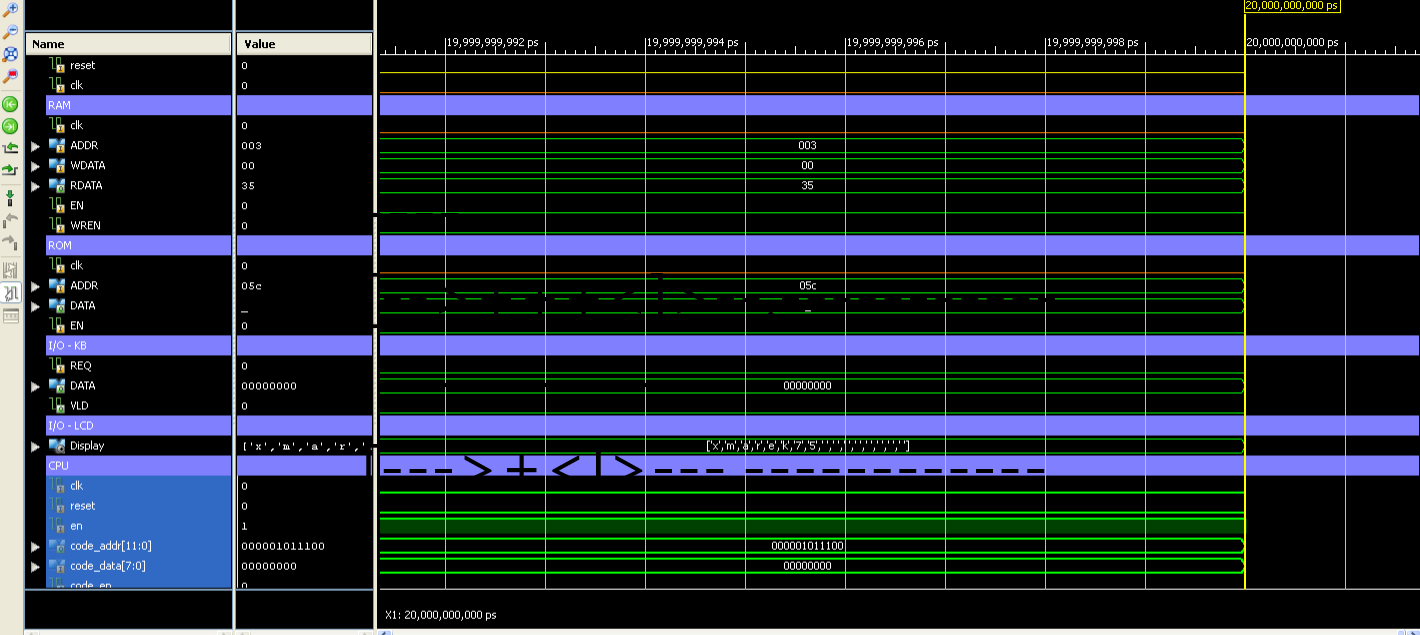 20,000,000,000 ps
Name Value 19,999,999,992 ps 19,999,999,994 ps 19,999,999,996 ps 19,999,999,998 ps 20,000,000,000 ps
reset 0
clk 0
RAM
clk 0
ADDR 003 003
WDATA 00 00
RDATA 35 35
EN 0
WREN 0
ROM
clk 0
ADDR 05c 05c
DATA _ _
EN 0
I/O - KB
REQ 0
DATA 00000000 00000000
VLD 0
I/O - LCD
Display ['x','m','a','r',' ['x','m','a','r','e','k','7','5',' ',' ',' ',' ',' ',' ',' ',' ']
CPU
clk 0
reset 0
en 1
code_addr[11:0] 000001011100 000001011100
code_data[7:0] 00000000 00000000
code_en 0
X1: 20,000,000,000 ps